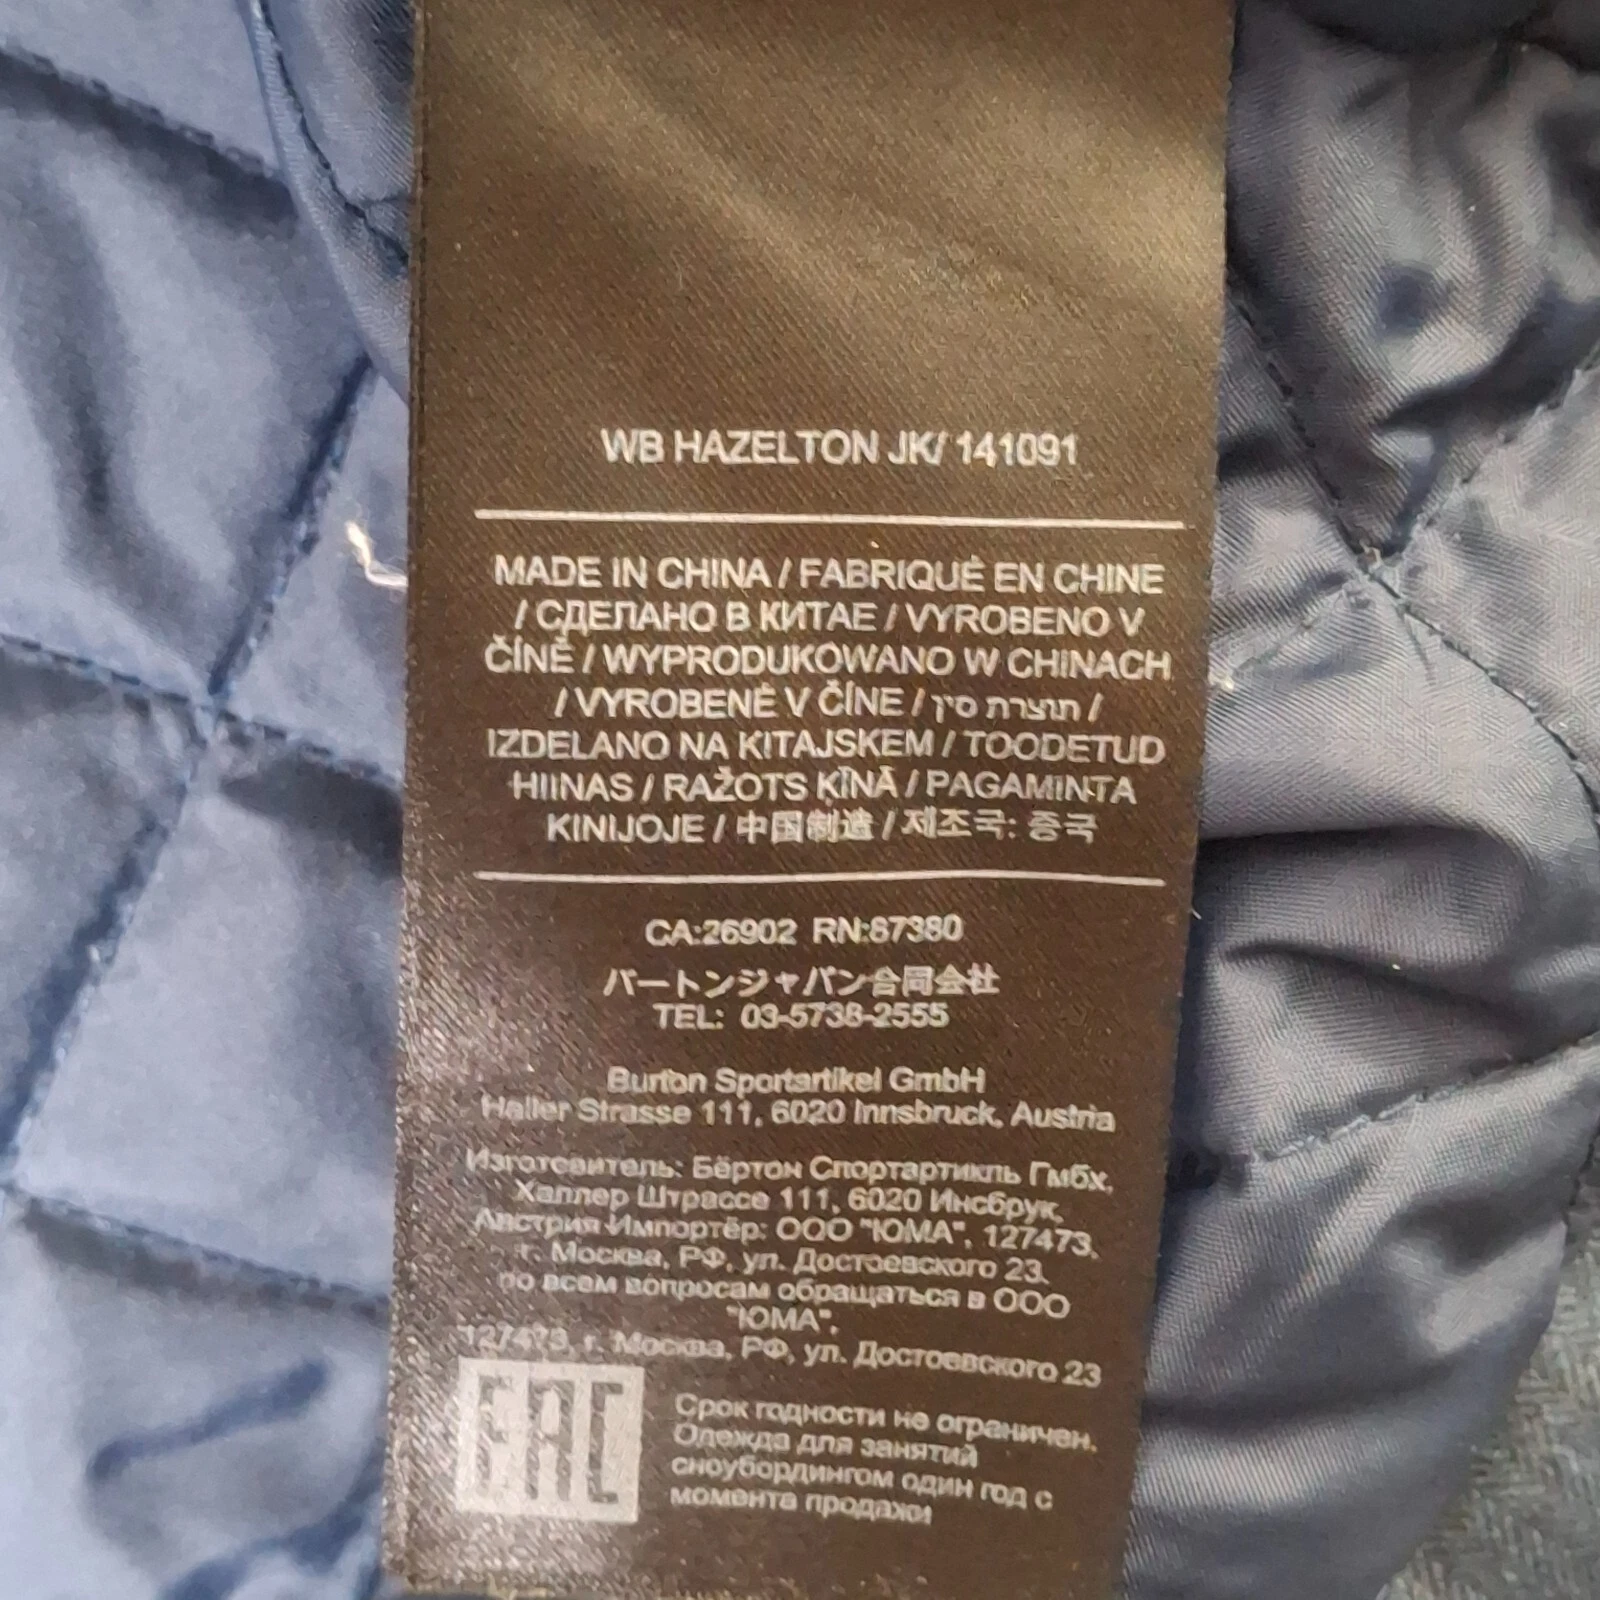 WB HAZELTON JK/ 141091
MADE IN CHINA / FABRIQUÉ EN CHINE
/ СДЕЛАНО В КИТАЕ / VYROBENO V
ČÍNĚ / WYPRODUKOWANO W CHINACH
/ VYROBENÉ V ČÍNE / תוצרת סין /
IZDELANO NA KITAJSKEM / TOODETUD
HIINAS / RAŽOTS KĪNĀ / PAGAMINTA
KINIJOJE / 中国制造 / 제조국: 중국
CA:26902 RN:87380
バートンジャパン合同会社
TEL: 03-5738-2555
Burton Sportartikel GmbH
Haller Strasse 111, 6020 Innsbruck, Austria
Изготовитель: Бёртон Спортартикль Гмбх,
Халлер Штрассе 111, 6020 Инсбрук,
Австрия Импортёр: ООО "ЮМА", 127473,
г. Москва, РФ, ул. Достоевского 23,
по всем вопросам обращаться в ООО
"ЮМА",
127473, г. Москва, РФ, ул. Достоевского 23
EAC
Срок годности не ограничен.
Одежда для занятий
сноубордингом один год с
момента продажи